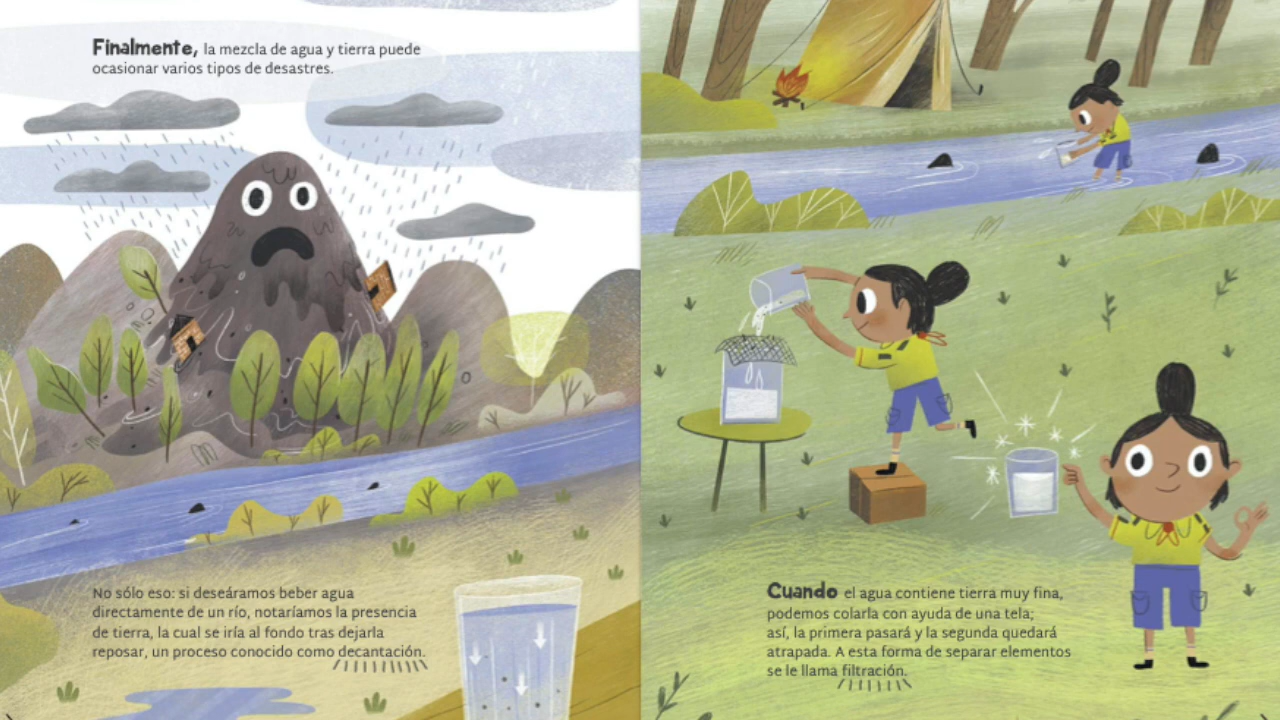 Finalmente, la mezcla de agua y tierra puede
ocasionar varios tipos de desastres.
No sólo eso: si deseáramos beber agua
directamente de un río, notaríamos la presencia
de tierra, la cual se iría al fondo tras dejarla
reposar, un proceso conocido como decantación.
Cuando el agua contiene tierra muy fina,
podemos colarla con ayuda de una tela;
así, la primera pasará y la segunda quedará
atrapada. A esta forma de separar elementos
se le llama filtración.